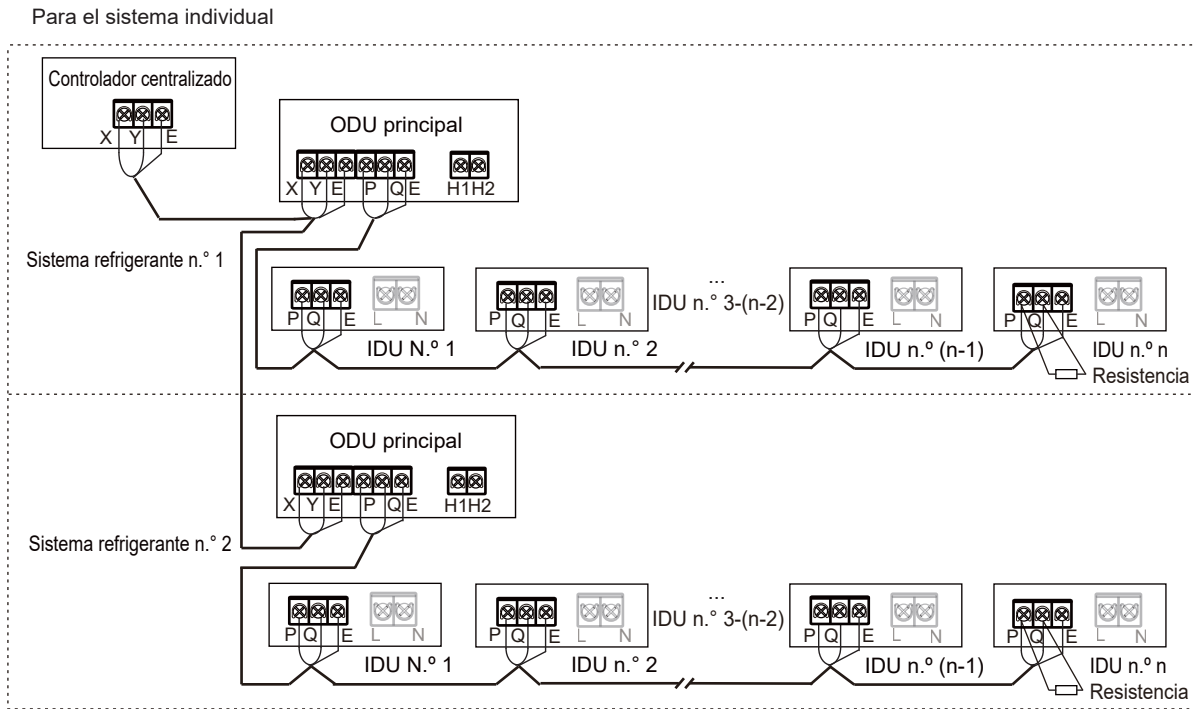 Para el sistema individual
Controlador centralizado
X Y E
ODU principal
X Y E P Q E H1H2
Sistema refrigerante n.° 1
P Q E L N
IDU N.º 1
P Q E L N
IDU n.° 2
...
IDU n.° 3-(n-2)
P Q E L N
IDU n.º (n-1)
P Q E L N
IDU n.º n
Resistencia
ODU principal
X Y E P Q E H1H2
Sistema refrigerante n.° 2
P Q E L N
IDU N.º 1
P Q E L N
IDU n.° 2
...
IDU n.° 3-(n-2)
P Q E L N
IDU n.º (n-1)
P Q E L N
IDU n.º n
Resistencia